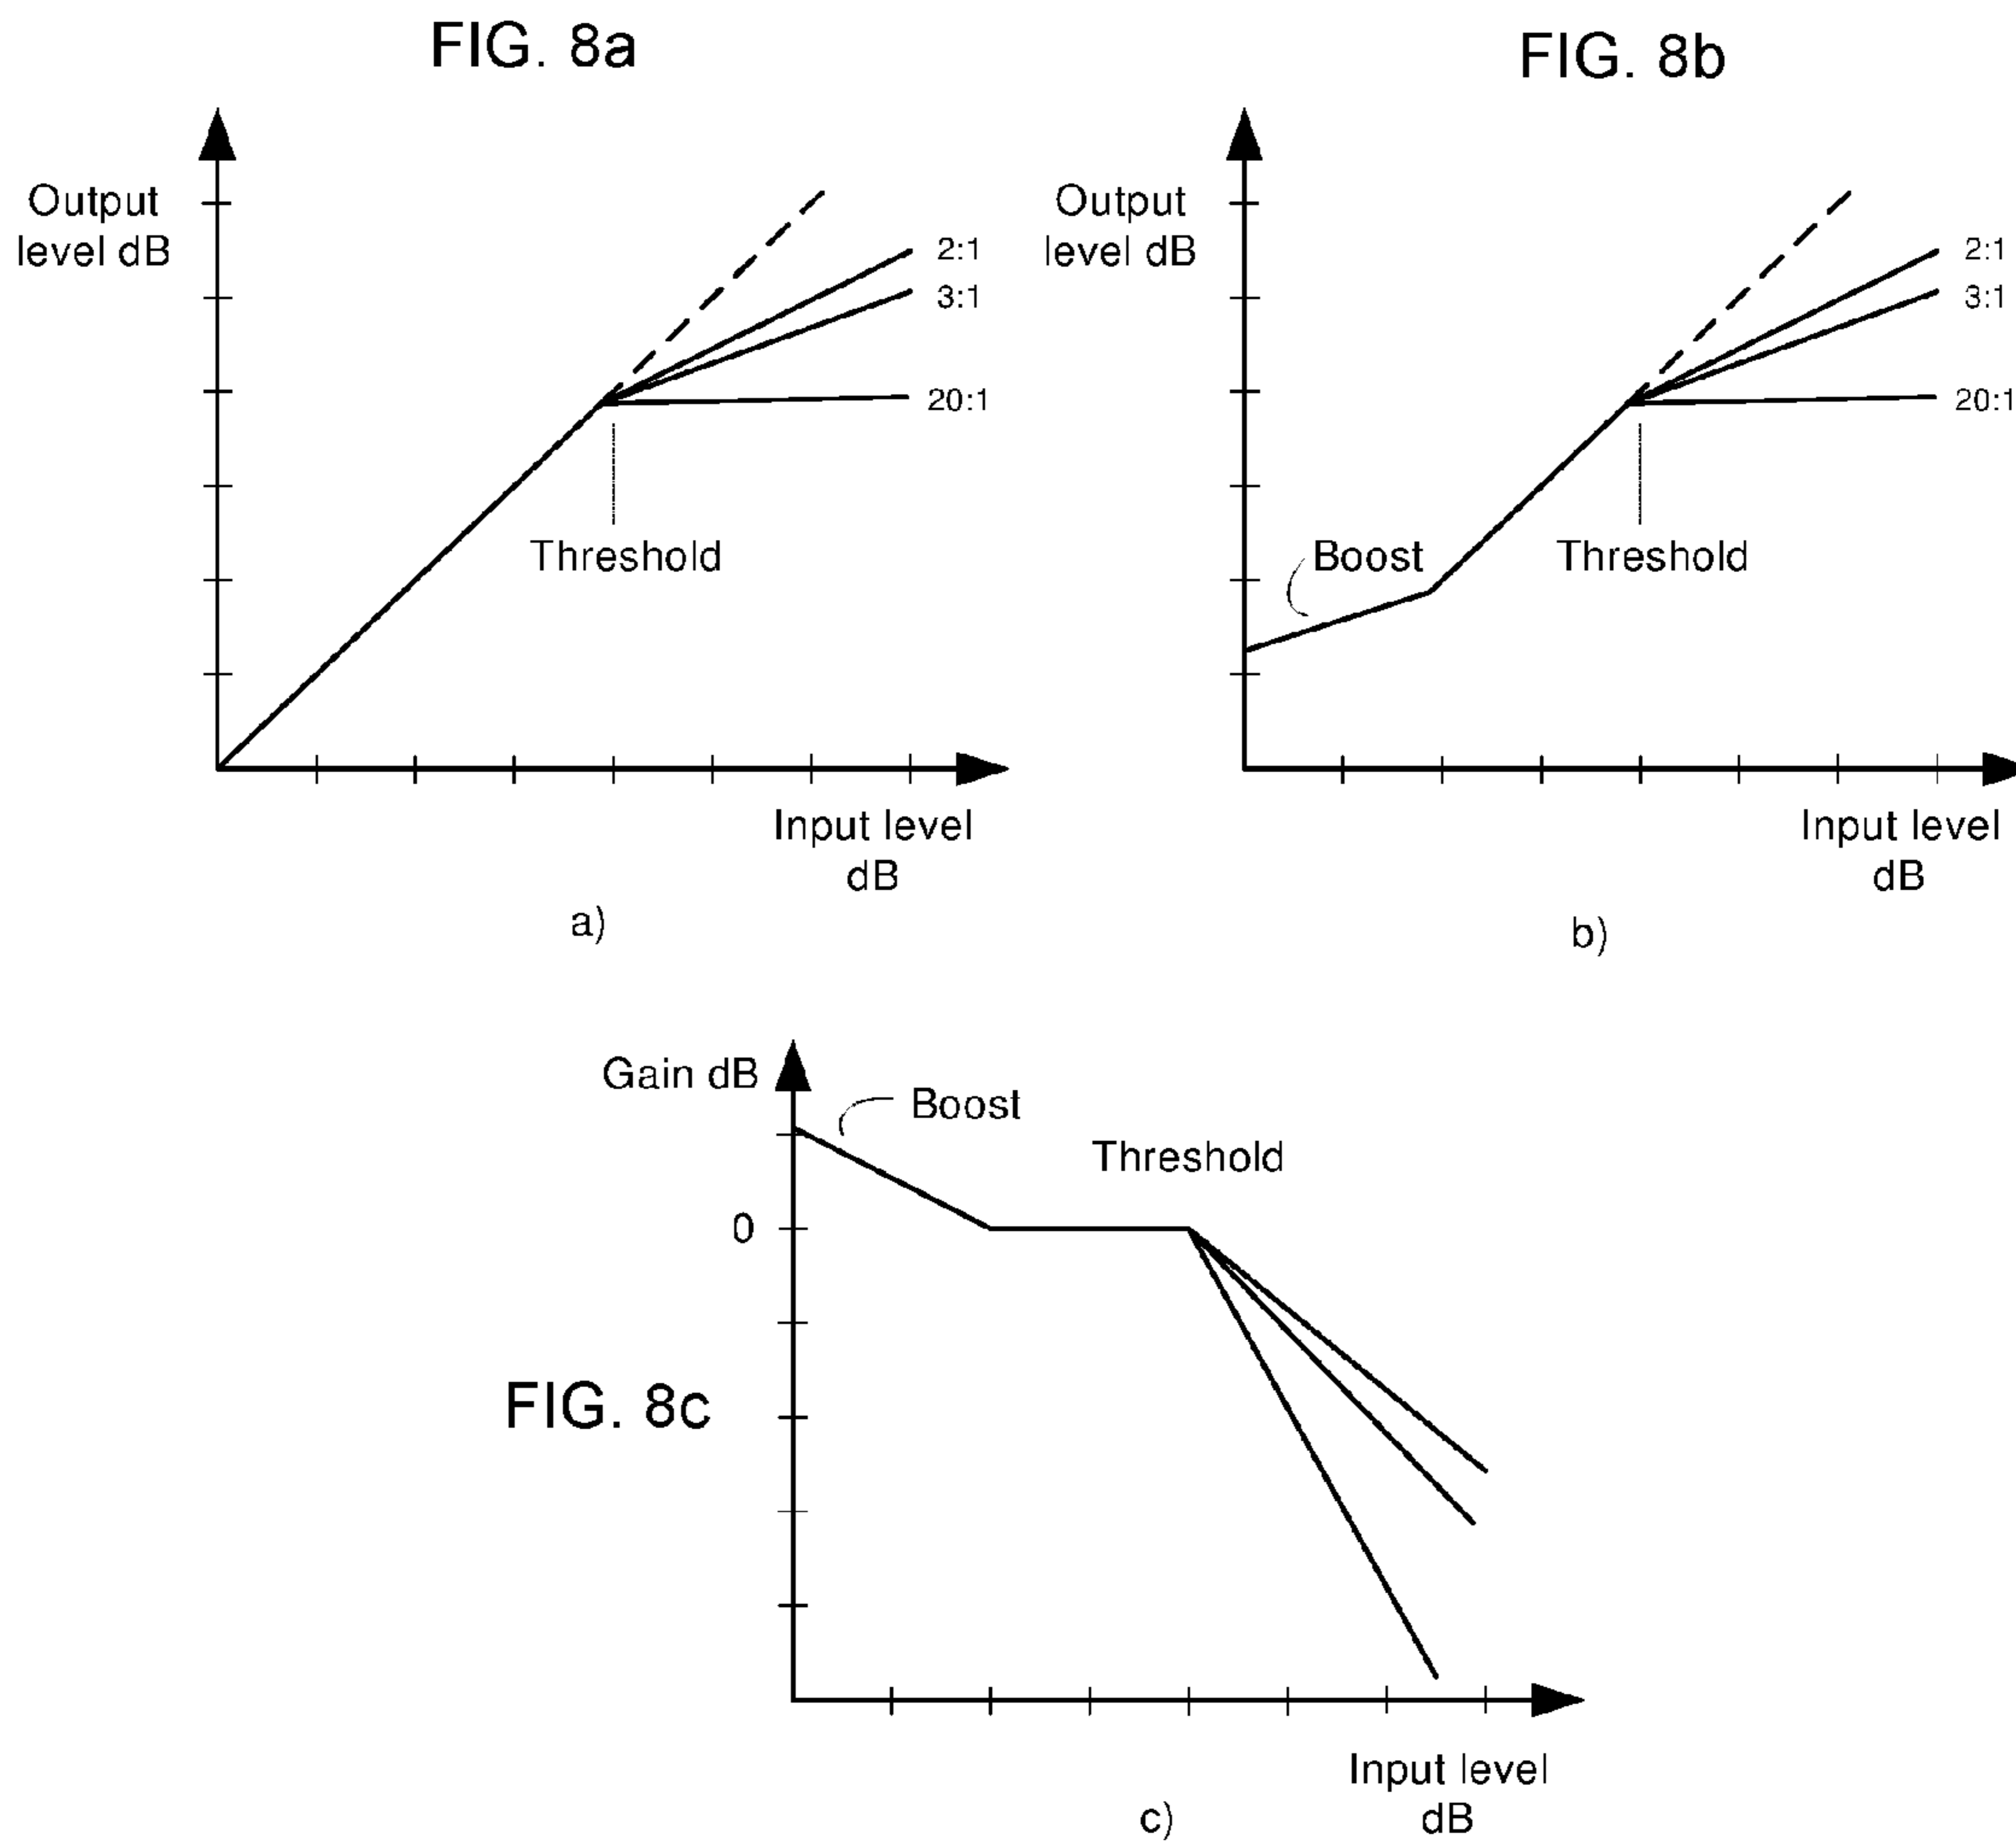 FIG. 8a
Output
level dB
2:1
3:1
20:1
Threshold
Input level
dB
a)
FIG. 8b
Output
level dB
2:1
3:1
20:1
Boost
Threshold
Input level
dB
b)
Gain dB
Boost
Threshold
0
FIG. 8c
Input level
dB
c)